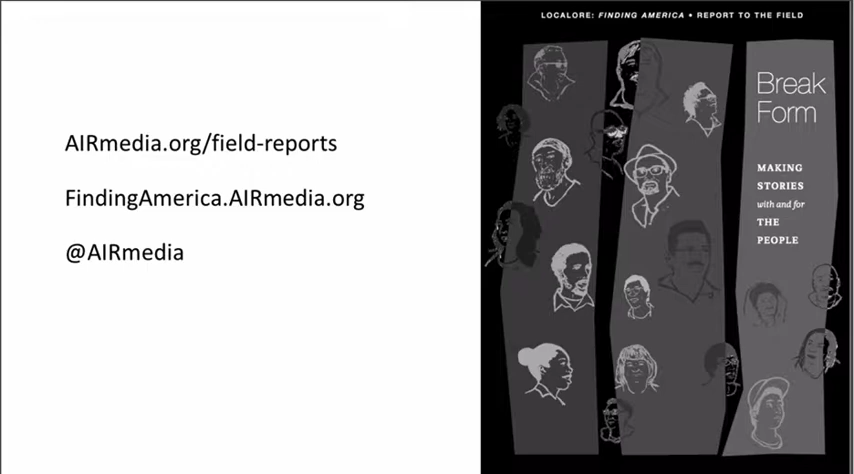 AIRmedia.org/field-reports
FindingAmerica.AIRmedia.org
@AIRmedia
LOCALORE: FINDING AMERICA • REPORT TO THE FIELD
Break
Form
MAKING
STORIES
with and for
THE
PEOPLE